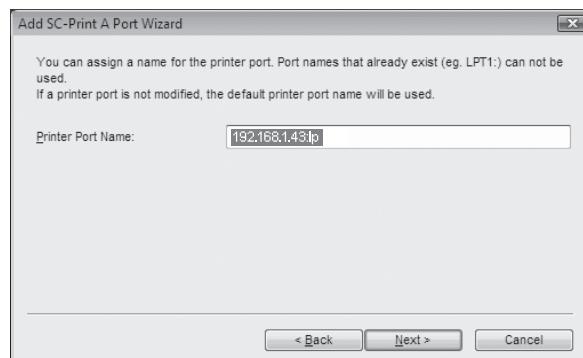 Add SC-Print A Port Wizard
You can assign a name for the printer port. Port names that already exist (eg. LPT1:) can not be
used.
If a printer port is not modified, the default printer port name will be used.
Printer Port Name:
192.168.1.43:lp
< Back
Next >
Cancel